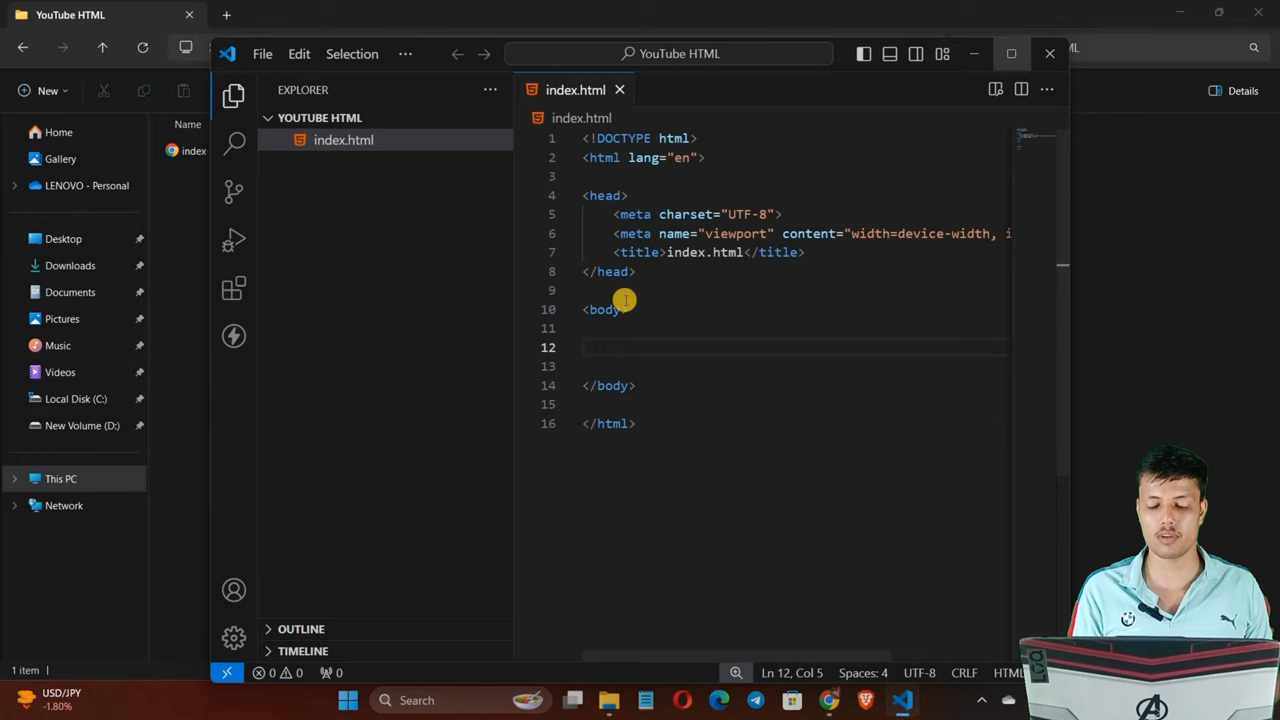 YouTube HTML
File Edit Selection
YouTube HTML
ML
New
Details
Home
Gallery
LENOVO - Personal
Desktop
Downloads
Documents
Pictures
Music
Videos
Local Disk (C:)
New Volume (D:)
This PC
Network
1 item
Name
index
EXPLORER
YOUTUBE HTML
index.html
OUTLINE
TIMELINE
index.html
index.html
1 <!DOCTYPE html>
2 <html lang="en">
3
4 <head>
5 <meta charset="UTF-8">
6 <meta name="viewport" content="width=device-width, i
7 <title>index.html</title>
8 </head>
9
10 <body>
11
12
13
14 </body>
15
16 </html>
0 0 0
Ln 12, Col 5 Spaces: 4 UTF-8 CRLF HTML
USD/JPY
-1.80%
Search
LOQ